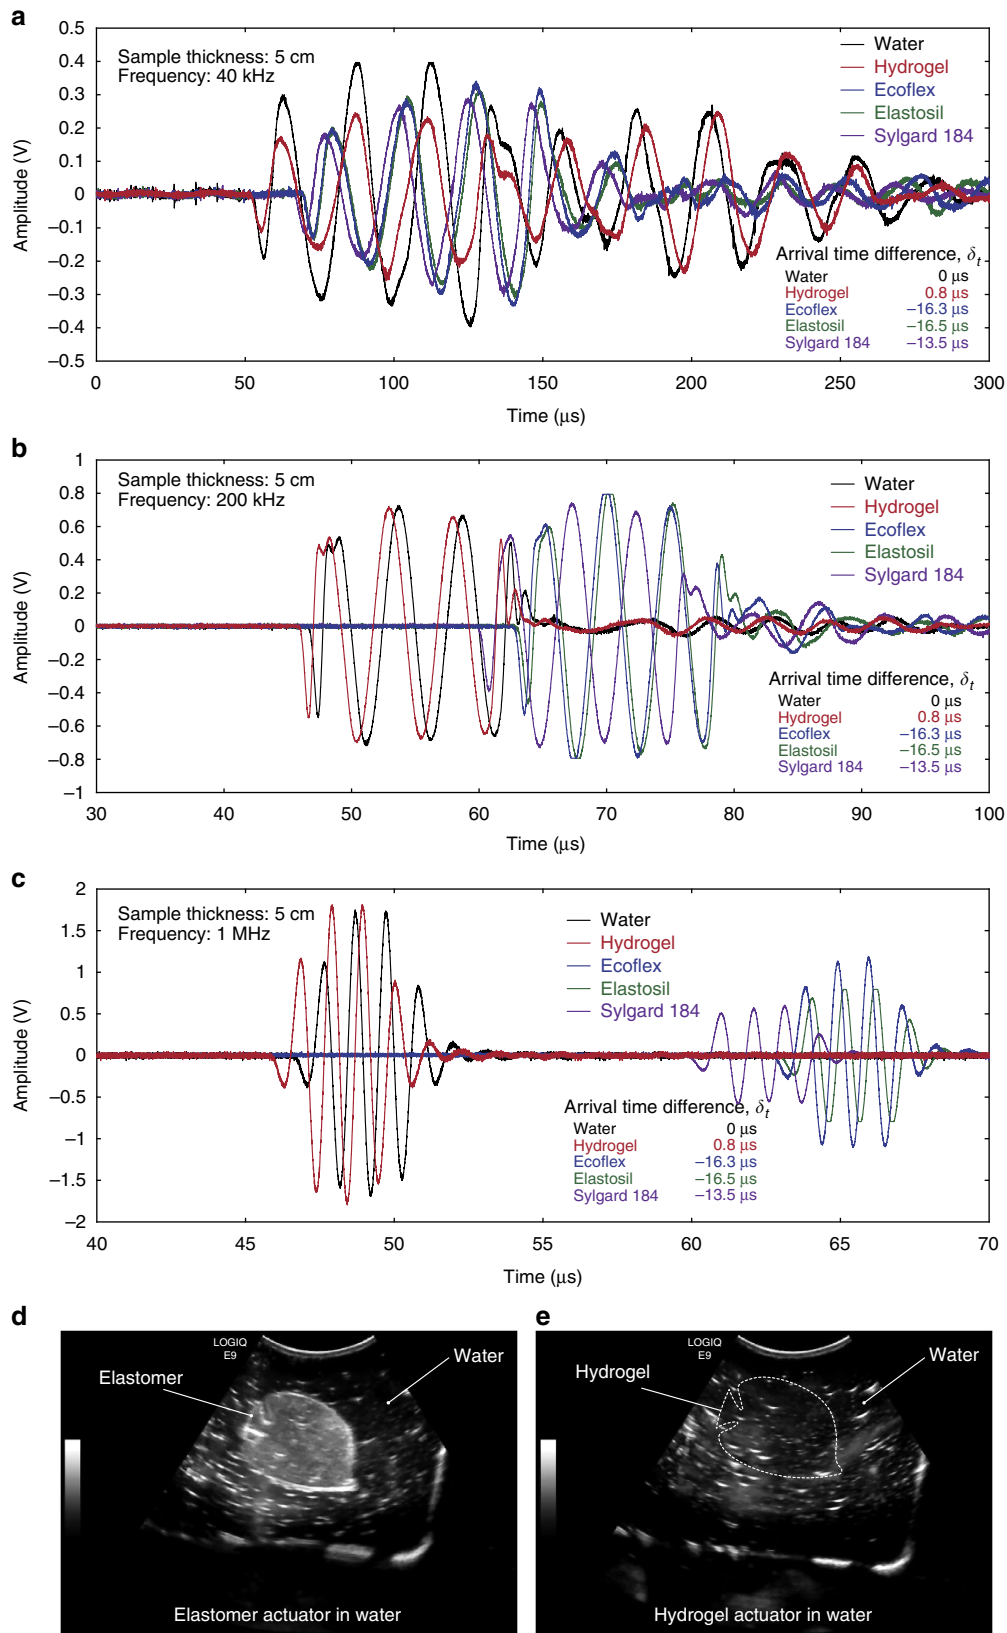 a
Sample thickness: 5 cm
Frequency: 40 kHz
Water
Hydrogel
Ecoflex
Elastosil
Sylgard 184
Amplitude (V)
0.5
0.4
0.3
0.2
0.1
0
−0.1
−0.2
−0.3
−0.4
−0.5
Arrival time difference, δt
Water 0 μs
Hydrogel 0.8 μs
Ecoflex −16.3 μs
Elastosil −16.5 μs
Sylgard 184 −13.5 μs
0 50 100 150 200 250 300
Time (μs)
b
Sample thickness: 5 cm
Frequency: 200 kHz
Water
Hydrogel
Ecoflex
Elastosil
Sylgard 184
Amplitude (V)
1
0.8
0.6
0.4
0.2
0
−0.2
−0.4
−0.6
−0.8
−1
Arrival time difference, δt
Water 0 μs
Hydrogel 0.8 μs
Ecoflex −16.3 μs
Elastosil −16.5 μs
Sylgard 184 −13.5 μs
30 40 50 60 70 80 90 100
Time (μs)
c
Sample thickness: 5 cm
Frequency: 1 MHz
Water
Hydrogel
Ecoflex
Elastosil
Sylgard 184
Amplitude (V)
2
1.5
1
0.5
0
−0.5
−1
−1.5
−2
Arrival time difference, δt
Water 0 μs
Hydrogel 0.8 μs
Ecoflex −16.3 μs
Elastosil −16.5 μs
Sylgard 184 −13.5 μs
40 45 50 55 60 65 70
Time (μs)
d
LOGIQ
E9
Elastomer
Water
Elastomer actuator in water
e
LOGIQ
E9
Hydrogel
Water
Hydrogel actuator in water